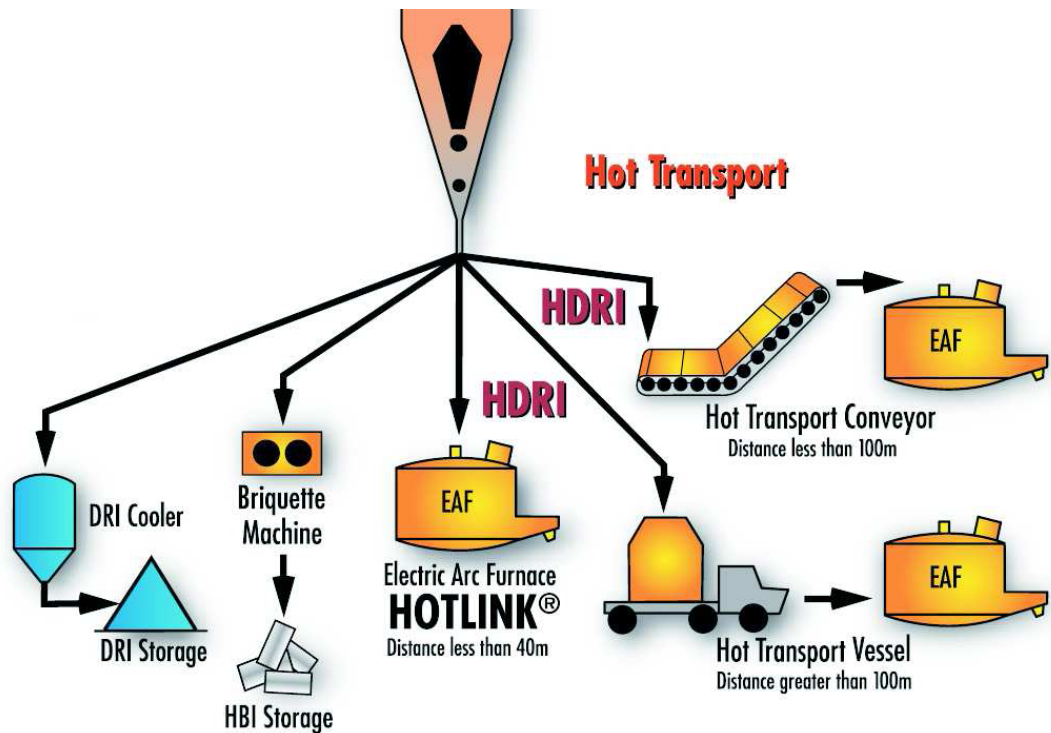 Hot Transport
HDRI
HDRI
EAF
Hot Transport Conveyor
Distance less than 100m
DRI Cooler
DRI Storage
Briquette
Machine
HBI Storage
EAF
Electric Arc Furnace
HOTLINK®
Distance less than 40m
EAF
Hot Transport Vessel
Distance greater than 100m